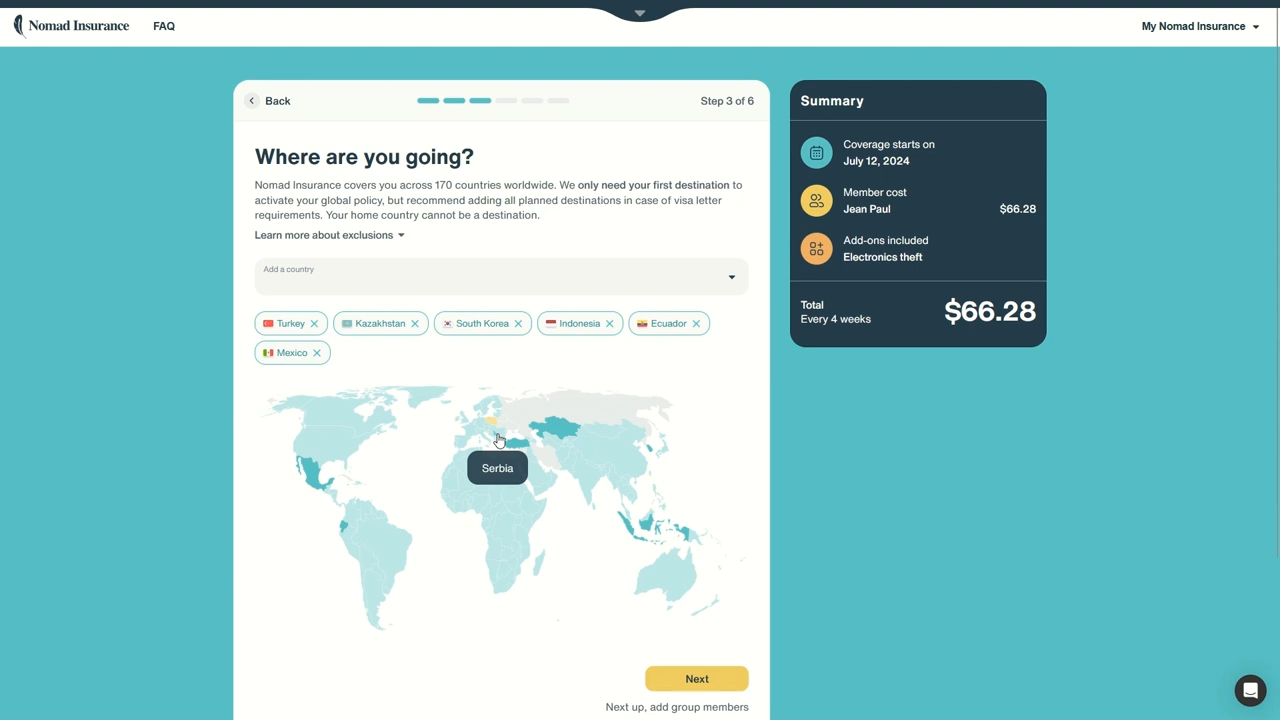 Nomad Insurance
FAQ
My Nomad Insurance
Back
Step 3 of 6
Where are you going?
Nomad Insurance covers you across 170 countries worldwide. We only need your first destination to
activate your global policy, but recommend adding all planned destinations in case of visa letter
requirements. Your home country cannot be a destination.
Learn more about exclusions
Add a country
Turkey
Kazakhstan
South Korea
Indonesia
Ecuador
Mexico
Serbia
Next
Next up, add group members
Summary
Coverage starts on
July 12, 2024
Member cost
Jean Paul $66.28
Add-ons included
Electronics theft
Total
Every 4 weeks
$66.28